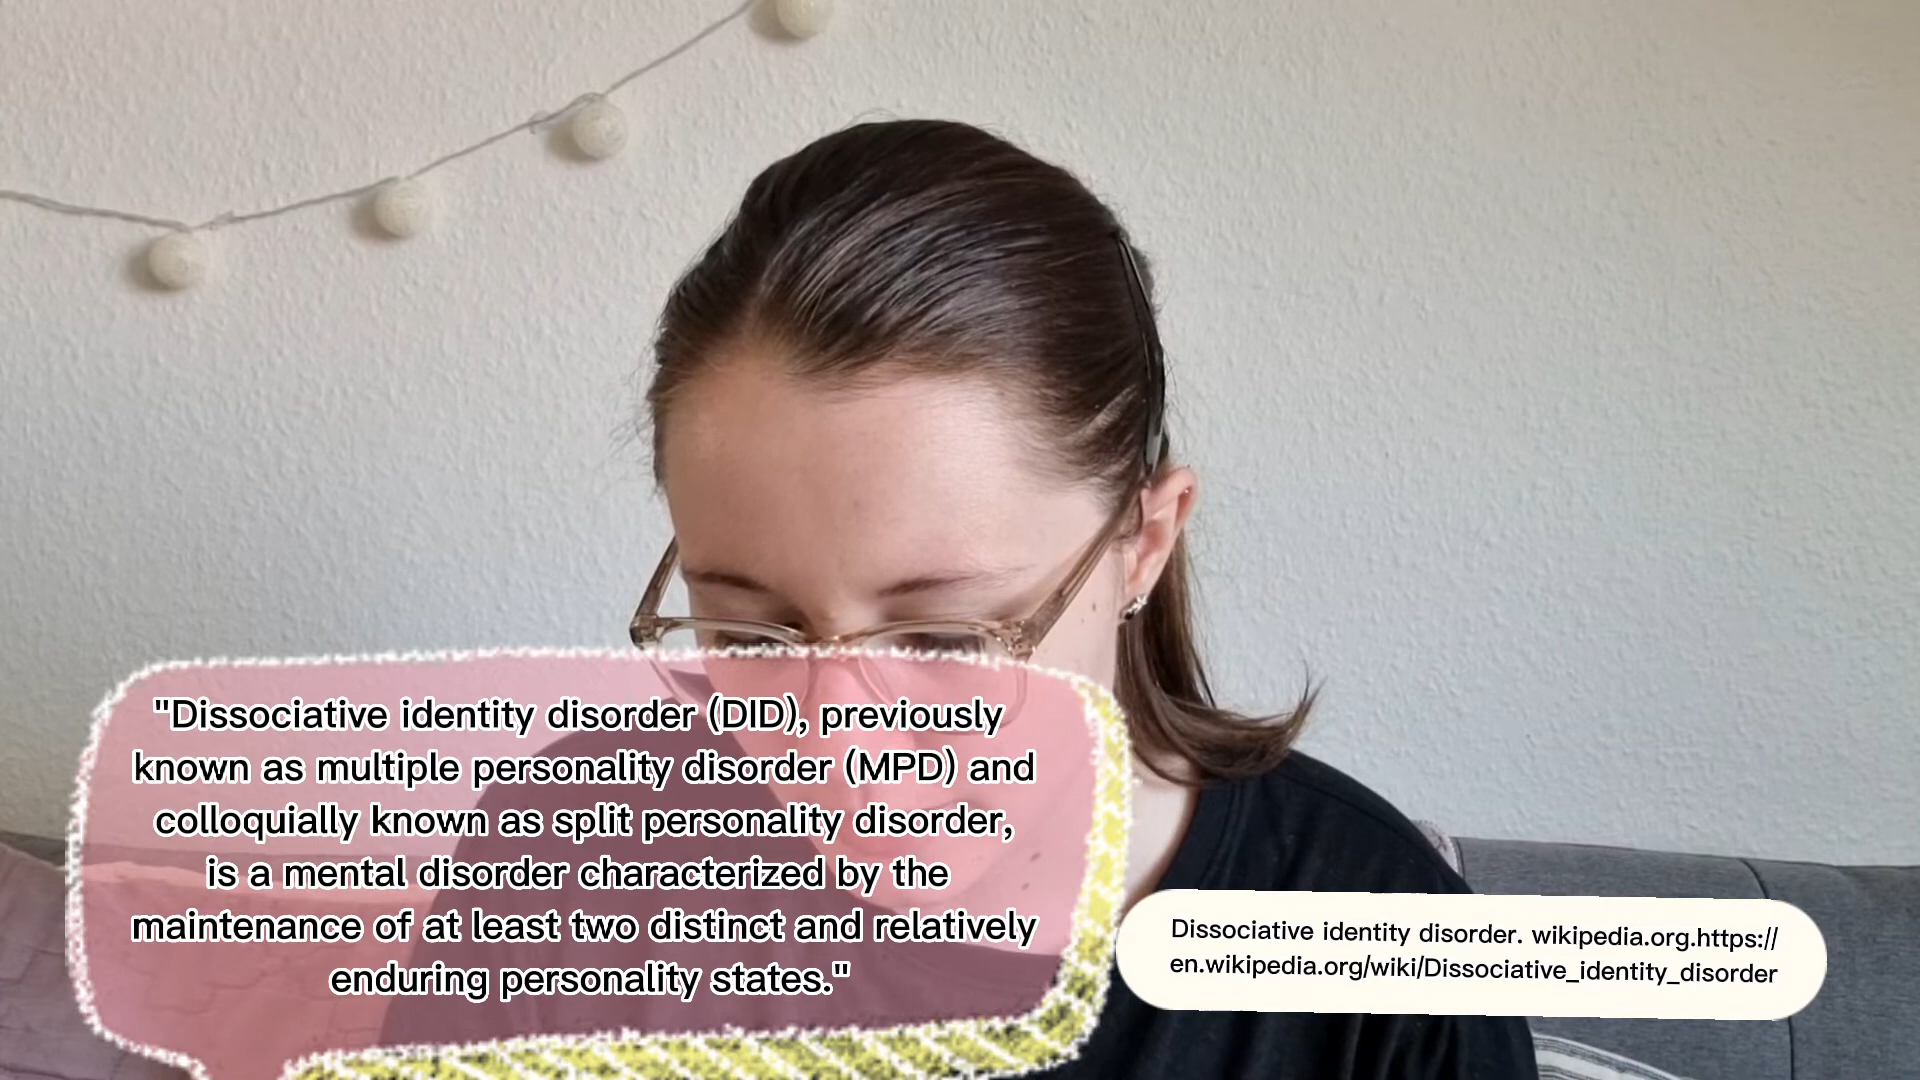 "Dissociative identity disorder (DID), previously
known as multiple personality disorder (MPD) and
colloquially known as split personality disorder,
is a mental disorder characterized by the
maintenance of at least two distinct and relatively
enduring personality states."
Dissociative identity disorder. wikipedia.org.https://
en.wikipedia.org/wiki/Dissociative_identity_disorder